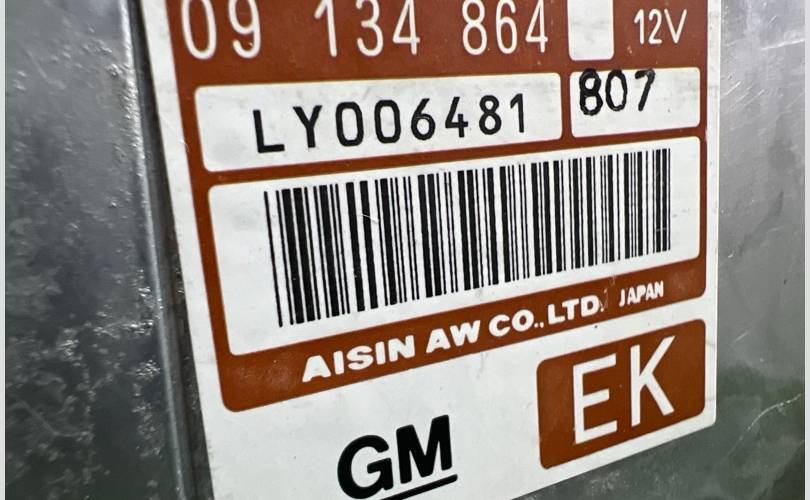 09 134 864 12V
LY006481 807
AISIN AW CO., LTD. JAPAN
GM EK